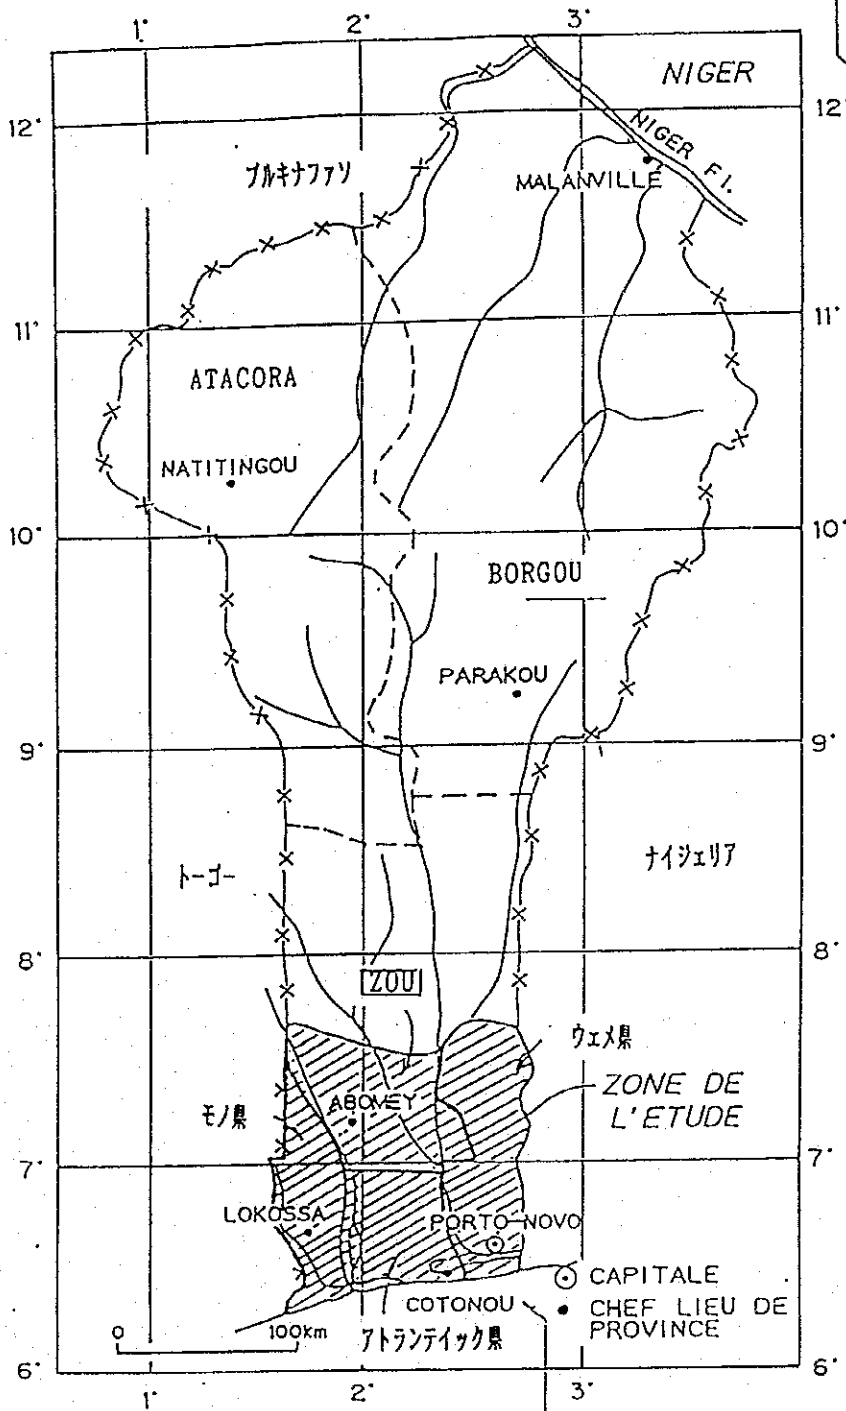 1°
2°
3°
NIGER
12°
12°
NIGER Fl.
ブルキナファソ
MALANVILLE
11°
11°
ATACORA
NATITINGOU
10°
10°
BORGOU
PARAKOU
9°
9°
トーゴー
ナイジェリア
8°
8°
ZOU
ウェメ県
ZONE DE
L'ETUDE
モノ県
ABOMEY
7°
7°
LOKOSSA
PORTO-NOVO
CAPITALE
COTONOU
CHEF LIEU DE
PROVINCE
0
100km
アトランテイック県
6°
6°
1°
2°
3°